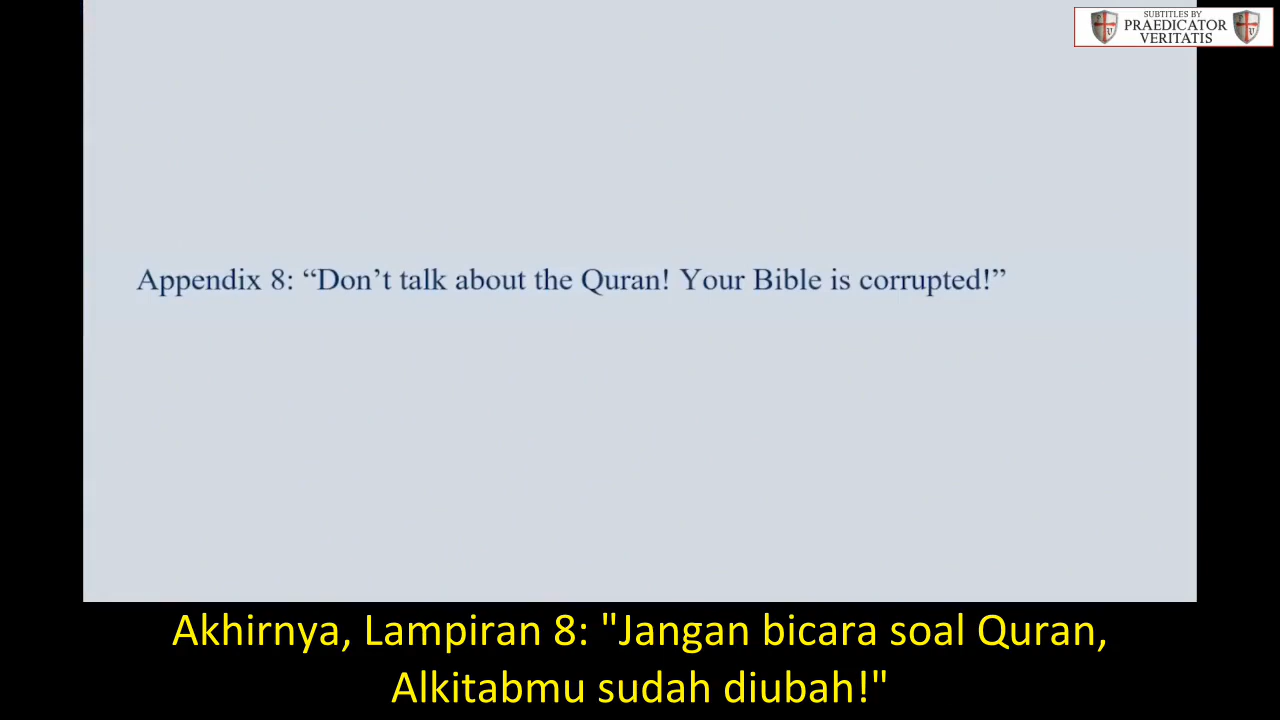 SUBTITLES BY
PRAEDICATOR
VERITATIS
Appendix 8: “Don’t talk about the Quran! Your Bible is corrupted!”
Akhirnya, Lampiran 8: "Jangan bicara soal Quran,
Alkitabmu sudah diubah!"